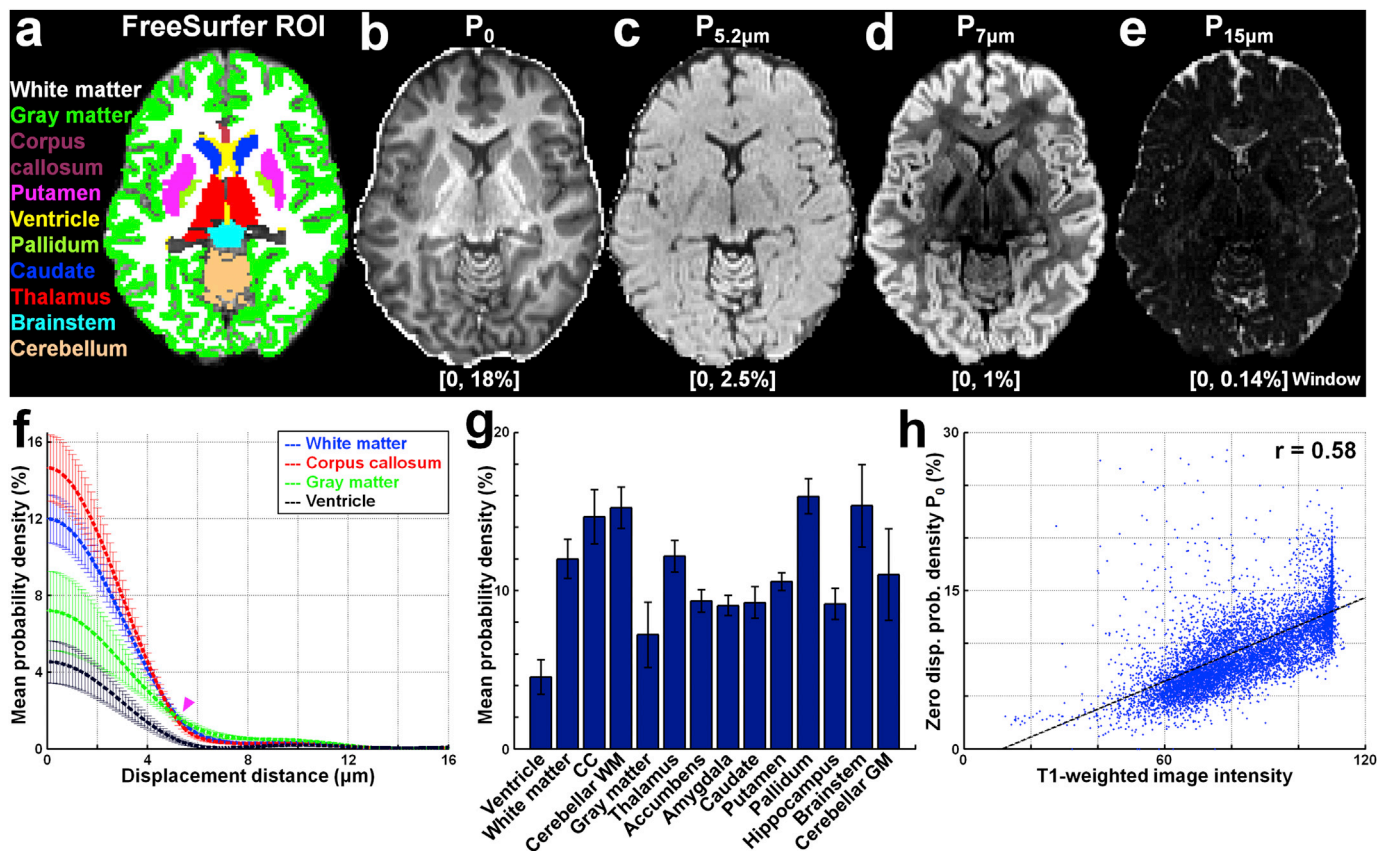 a
FreeSurfer ROI
b
P0
c
P5.2µm
d
P7µm
e
P15µm
White matter
Gray matter
Corpus
callosum
Putamen
Ventricle
Pallidum
Caudate
Thalamus
Brainstem
Cerebellum
[0, 18%]
[0, 2.5%]
[0, 1%]
[0, 0.14%] Window
f
16
12
8
4
0
Mean probability density (%)
White matter
Corpus callosum
Gray matter
Ventricle
0
4
8
12
16
Displacement distance (µm)
g
20
10
0
Mean probability density (%)
Ventricle
White matter
CC
Cerebellar WM
Gray matter
Thalamus
Accumbens
Amygdala
Caudate
Putamen
Pallidum
Hippocampus
Brainstem
Cerebellar GM
h
30
15
0
Zero disp. prob. density P0 (%)
r = 0.58
0
60
120
T1-weighted image intensity